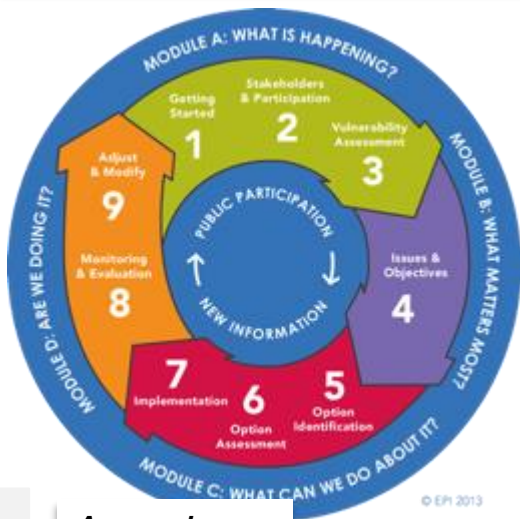 MODULE A: WHAT IS HAPPENING?
Getting
Started
1
Stakeholders
& Participation
2
Vulnerability
Assessment
3
MODULE B: WHAT MATTERS MOST?
Issues &
Objectives
4
MODULE C: WHAT CAN WE DO ABOUT IT?
5
Option
Identification
6
Option
Assessment
7
Implementation
MODULE D: ARE WE DOING IT?
Monitoring
& Evaluation
8
Adjust
& Modify
9
PUBLIC PARTICIPATION
NEW INFORMATION
© EPI 2013